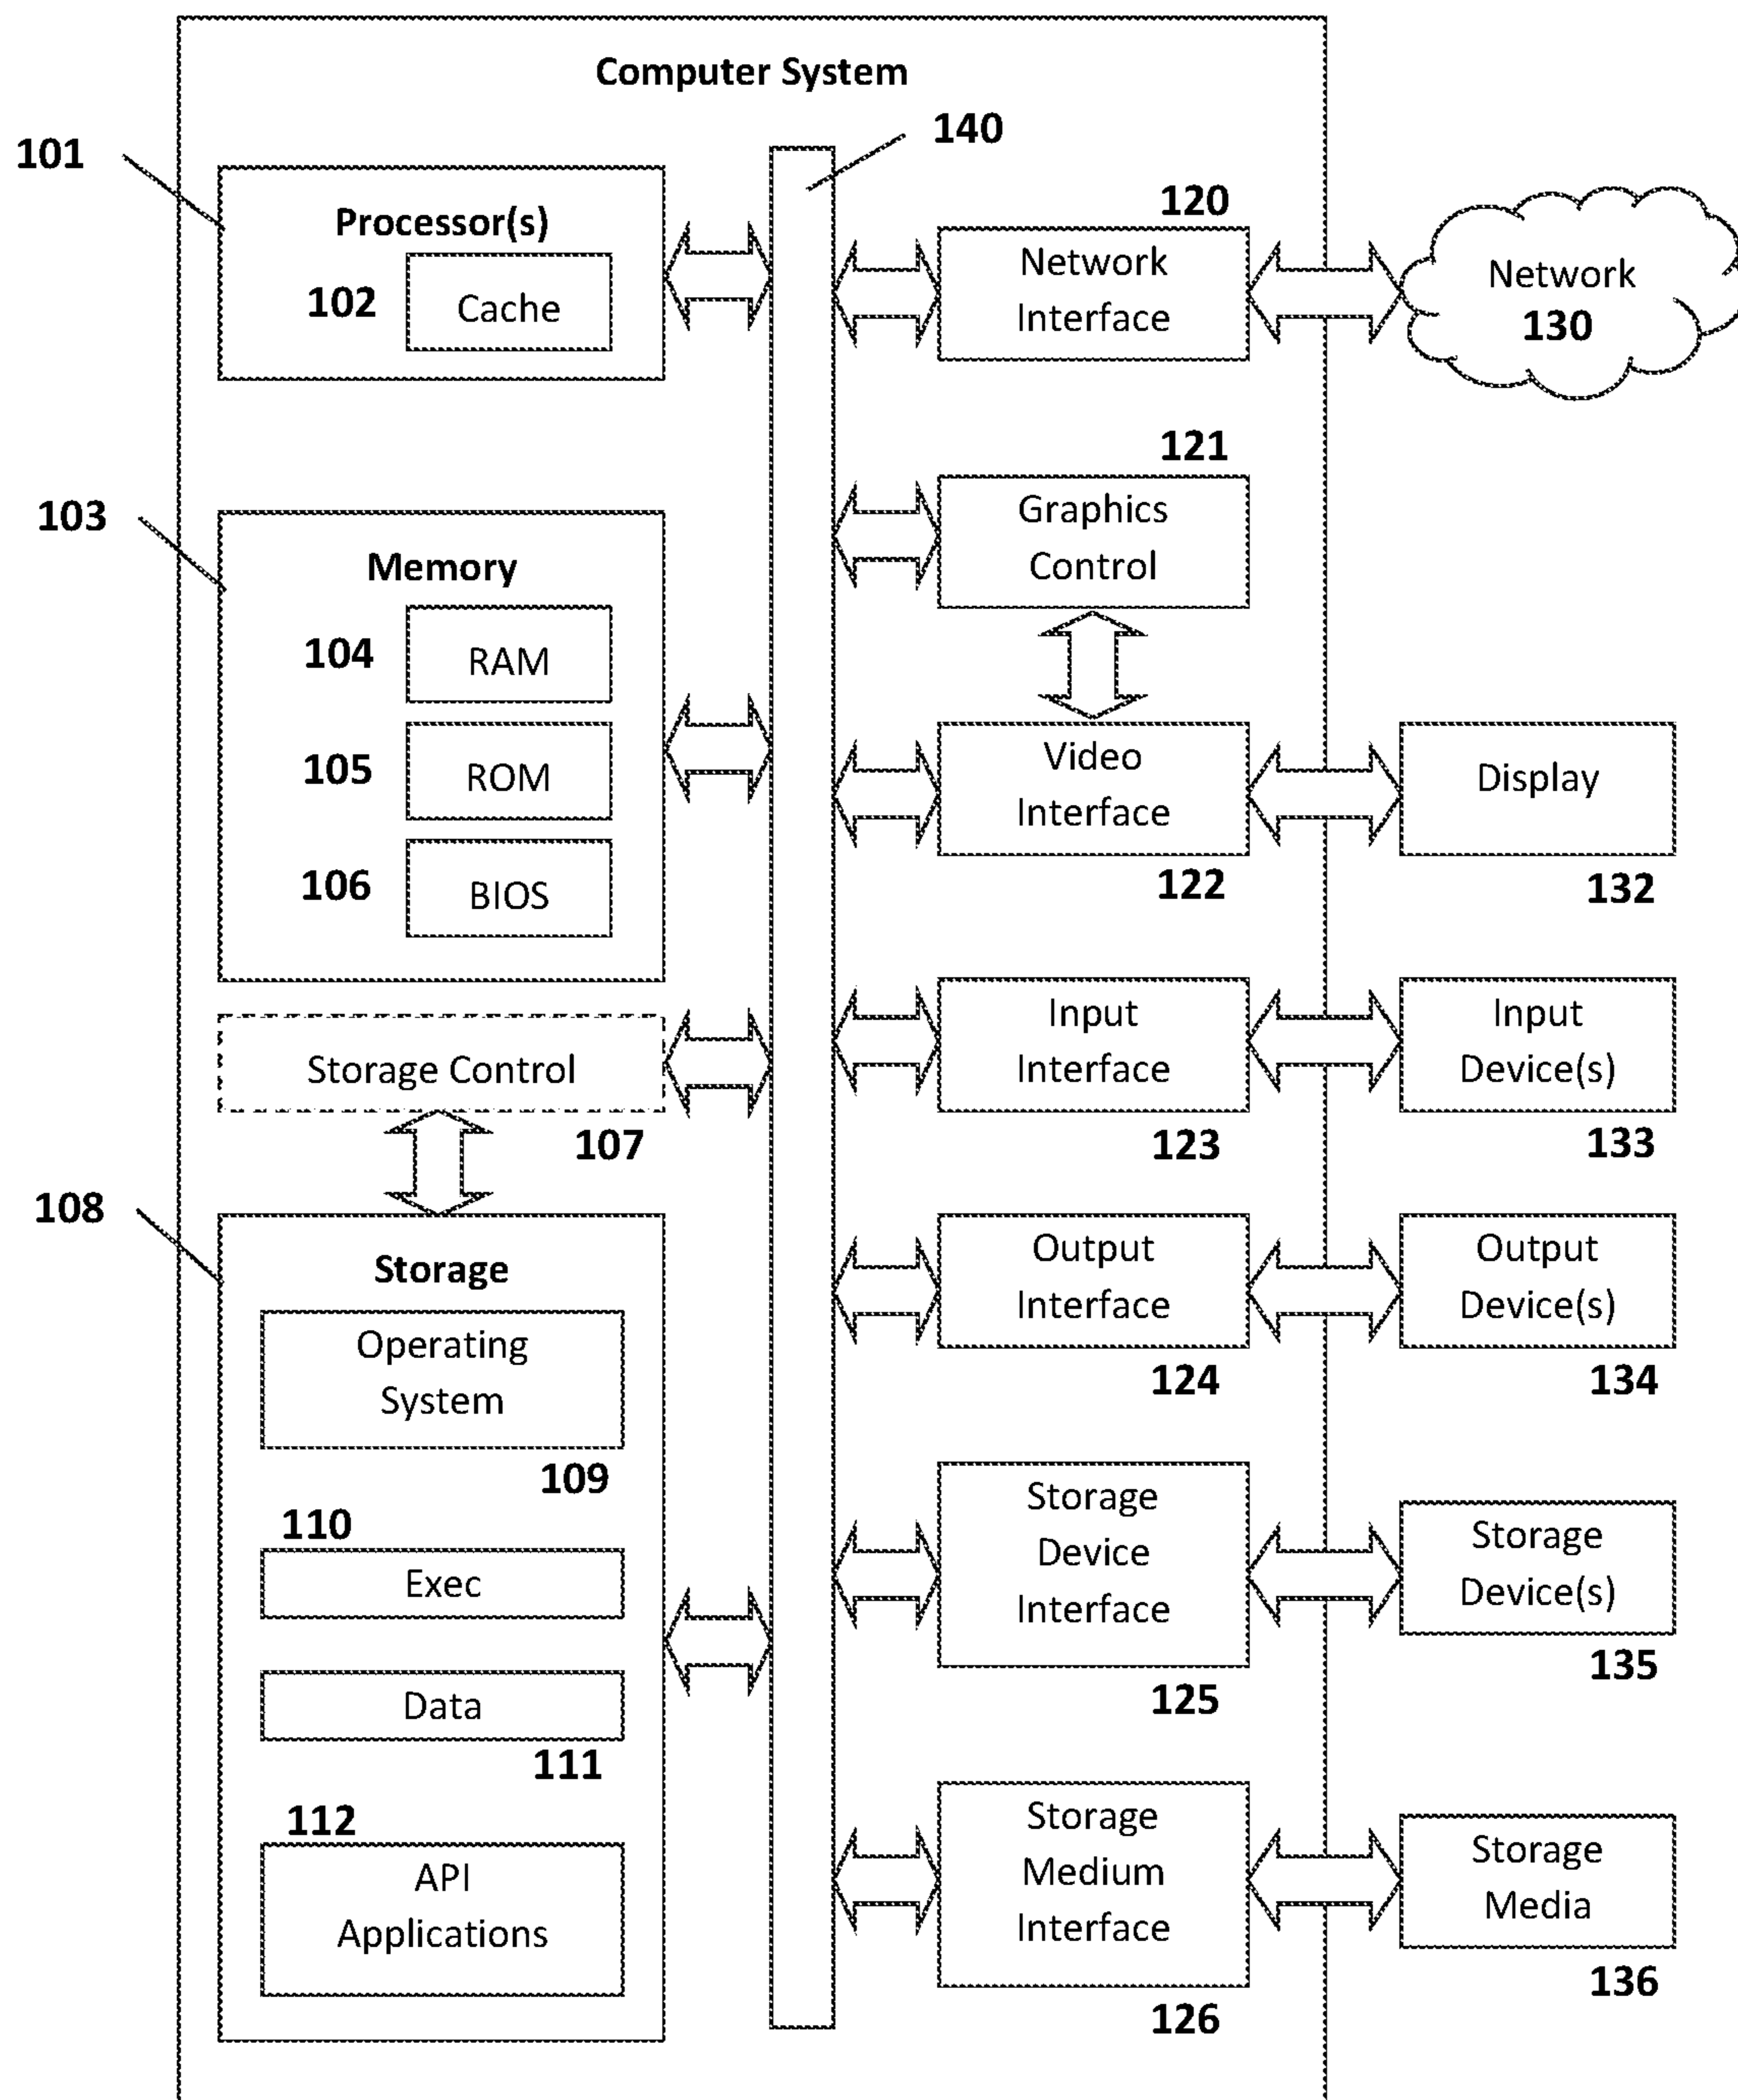 Computer System
140
101
Processor(s)
102
Cache
120
Network
Interface
Network
130
103
Memory
104
RAM
105
ROM
106
BIOS
121
Graphics
Control
Video
Interface
122
Display
132
Storage Control
107
Input
Interface
123
Input
Device(s)
133
108
Storage
Operating
System
109
110
Exec
Data
111
112
API
Applications
Output
Interface
124
Output
Device(s)
134
Storage
Device
Interface
125
Storage
Device(s)
135
Storage
Medium
Interface
126
Storage
Media
136